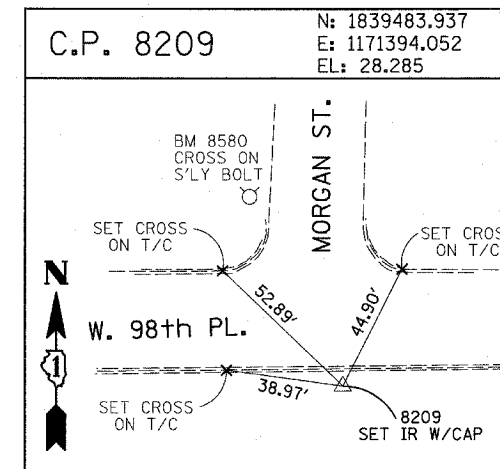 C.P. 8209
N: 1839483.937
E: 1171394.052
EL: 28.285
BM 8580
CROSS ON
S'LY BOLT
MORGAN ST.
SET CROSS
ON T/C
SET CROS
ON T/C
N
52.89'
44.90'
W. 98th PL.
1
38.97'
SET CROSS
ON T/C
8209
SET IR W/CAP